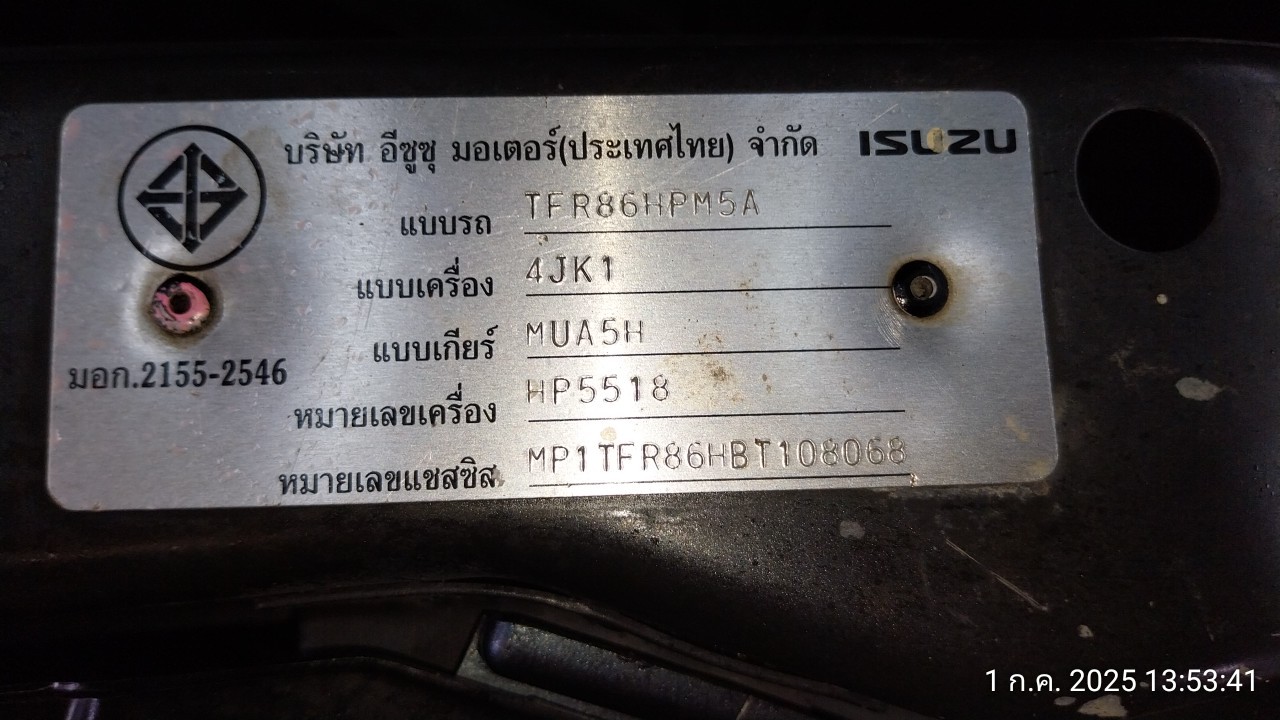 บริษัท อีซูซุ มอเตอร์(ประเทศไทย) จำกัด ISUZU
แบบรถ TFR86HPM5A
แบบเครื่อง 4JK1
แบบเกียร์ MUA5H
มอก.2155-2546
หมายเลขเครื่อง HP5518
หมายเลขแชสซิส MP1TFR86HBT108068
1 ก.ค. 2025 13:53:41